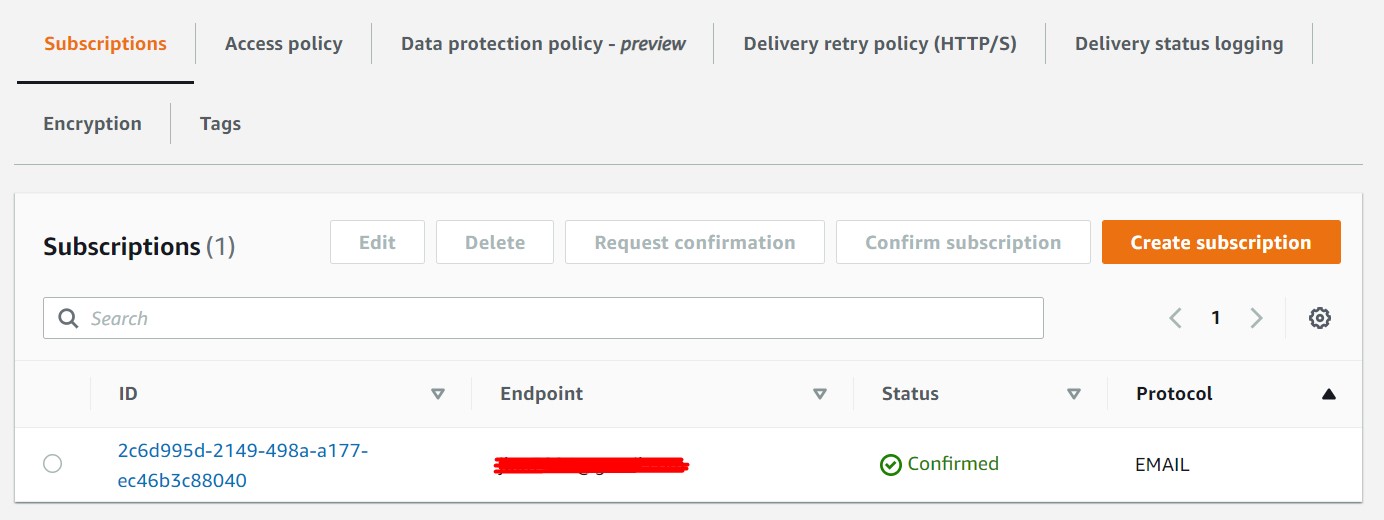 Subscriptions Access policy Data protection policy - preview Delivery retry policy (HTTP/S) Delivery status logging
Encryption Tags
Subscriptions (1) Edit Delete Request confirmation Confirm subscription Create subscription
Search 1
ID Endpoint Status Protocol
2c6d995d-2149-498a-a177-
ec46b3c88040
Confirmed EMAIL